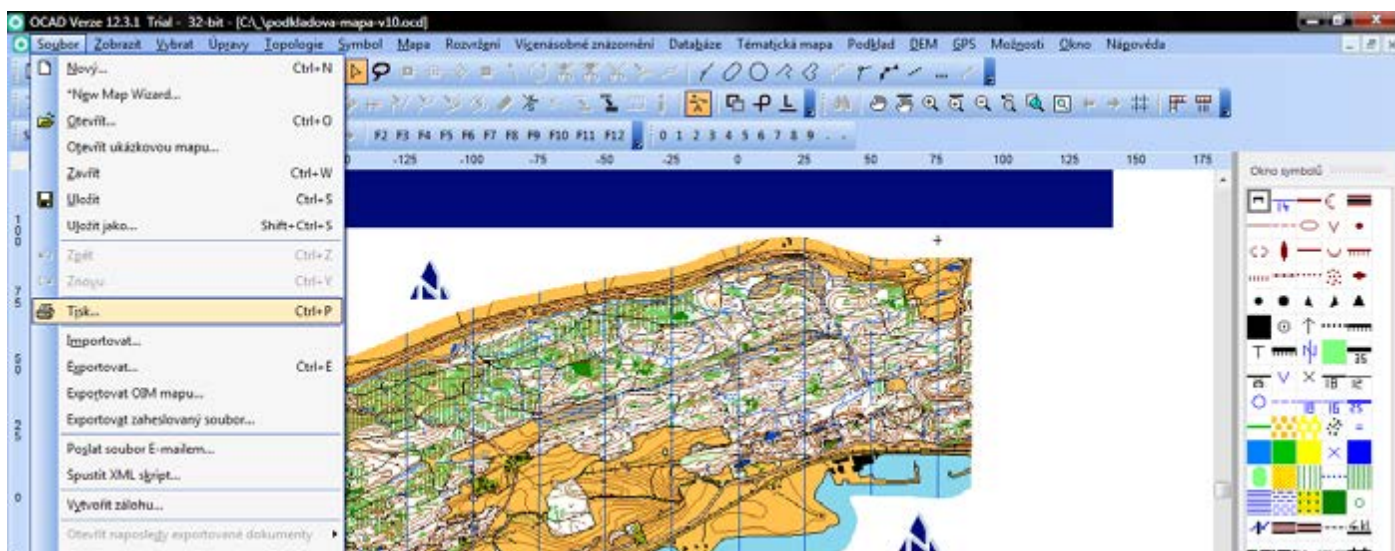 OCAD Verze 12.3.1 Trial - 32-bit - [C:\_\podkladova-mapa-v10.ocd]
Soubor Zobrazit Vybrat Úpravy Topologie Symbol Mapa Rozvržení Vícenásobné znázornění Databáze Tématická mapa Podklad DEM GPS Možnosti Okno Nápověda
Nový... Ctrl+N
*New Map Wizard...
Otevřít... Ctrl+O
Otevřít ukázkovou mapu...
Zavřít Ctrl+W
Uložit Ctrl+S
Uložit jako... Shift+Ctrl+S
Zpět Ctrl+Z
Znovu Ctrl+Y
Tisk... Ctrl+P
Importovat...
Exportovat... Ctrl+E
Exportovat OIM mapu...
Exportovat zaheslovaný soubor...
Poslat soubor E-mailem...
Spustit XML skript...
Vytvořit zálohu...
Otevřít naposledy exportované dokumenty
F2 F3 F4 F5 F6 F7 F8 F9 F10 F11 F12 0 1 2 3 4 5 6 7 8 9 . -
-125 -100 -75 -50 -25 0 25 50 75 100 125 150 175
100
75
50
25
0
Okno symbolů
14
35
18
18 16 25